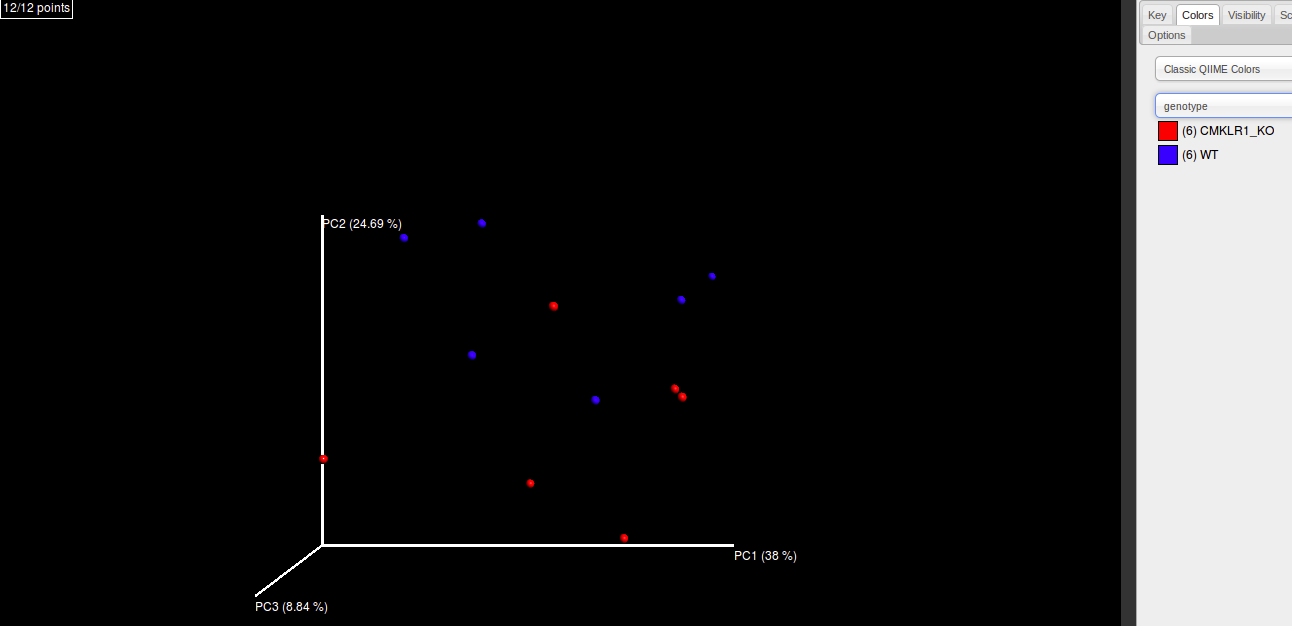 12/12 points
Key Colors Visibility Sc
Options
Classic QIIME Colors
genotype
(6) CMKLR1_KO
(6) WT
PC2 (24.69 %)
PC1 (38 %)
PC3 (8.84 %)